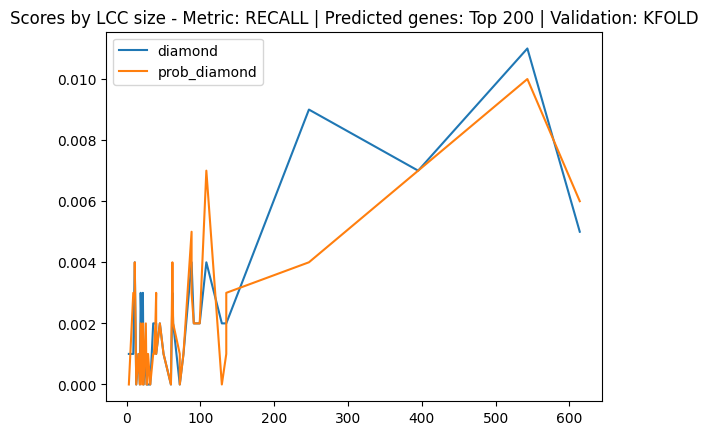 Scores by LCC size - Metric: RECALL | Predicted genes: Top 200 | Validation: KFOLD
diamond
prob_diamond
0.010
0.008
0.006
0.004
0.002
0.000
0 100 200 300 400 500 600